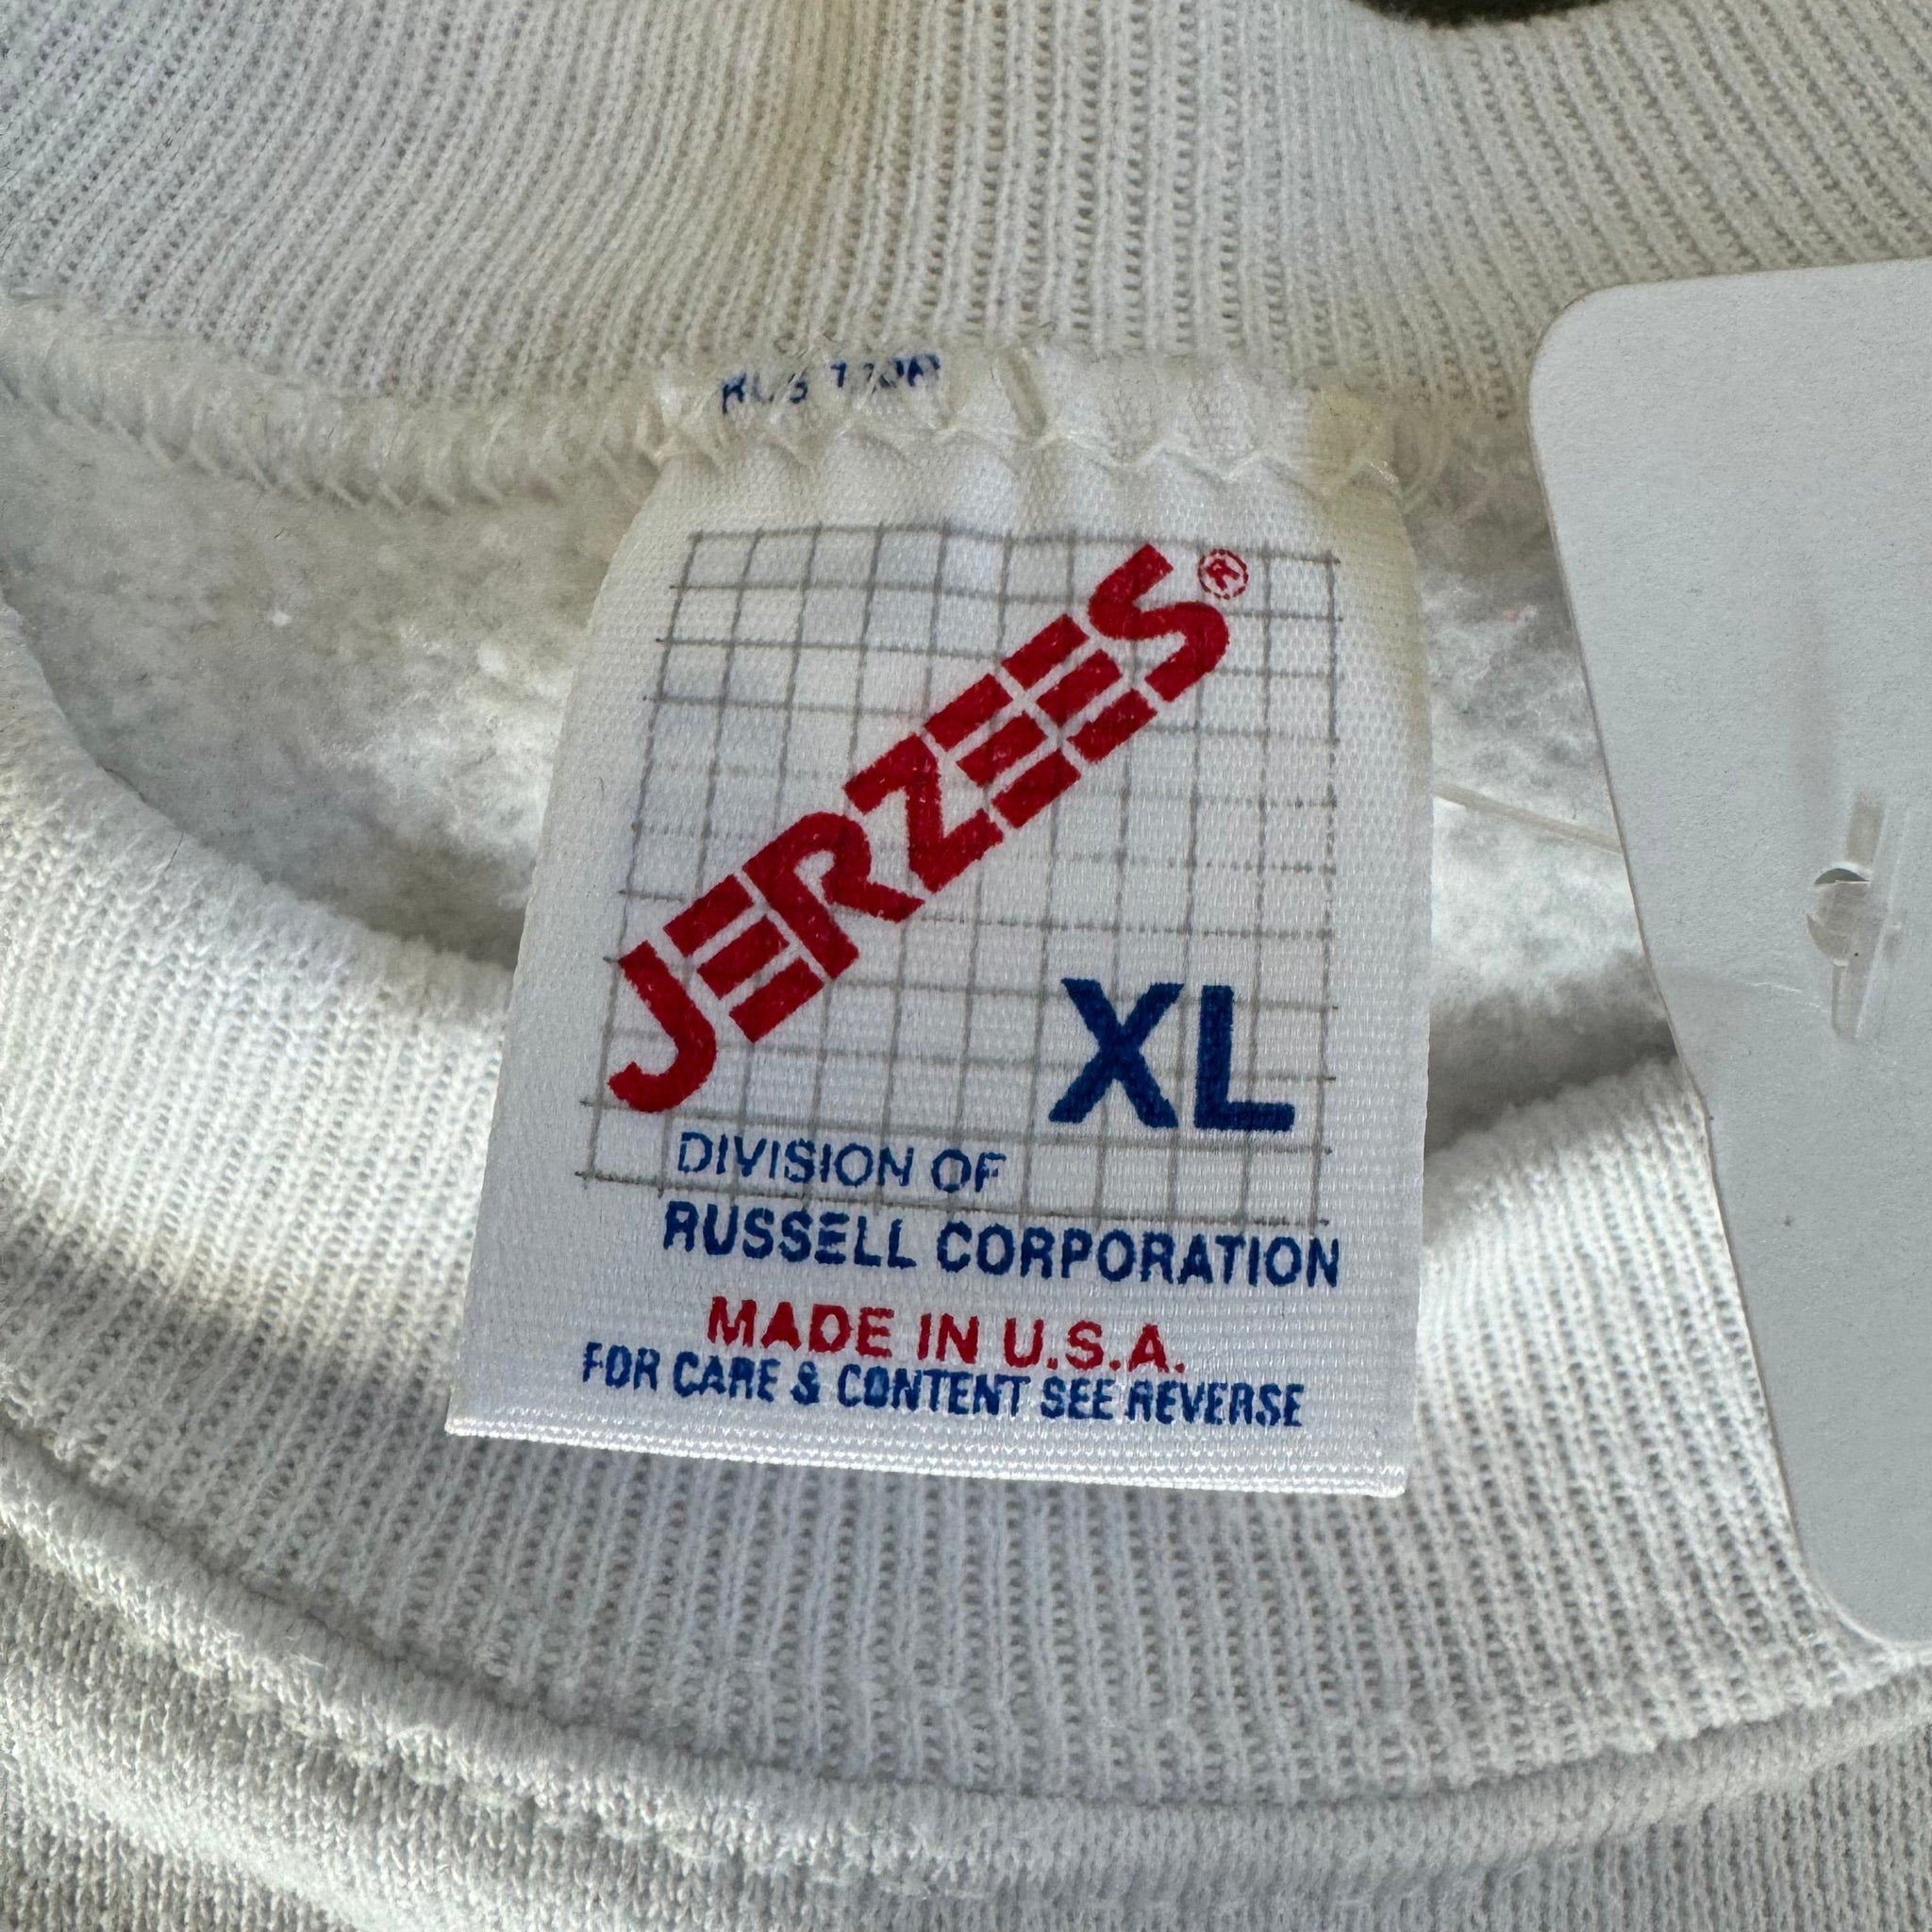 JERZEES®
XL
DIVISION OF
RUSSELL CORPORATION
MADE IN U.S.A.
FOR CARE & CONTENT SEE REVERSE